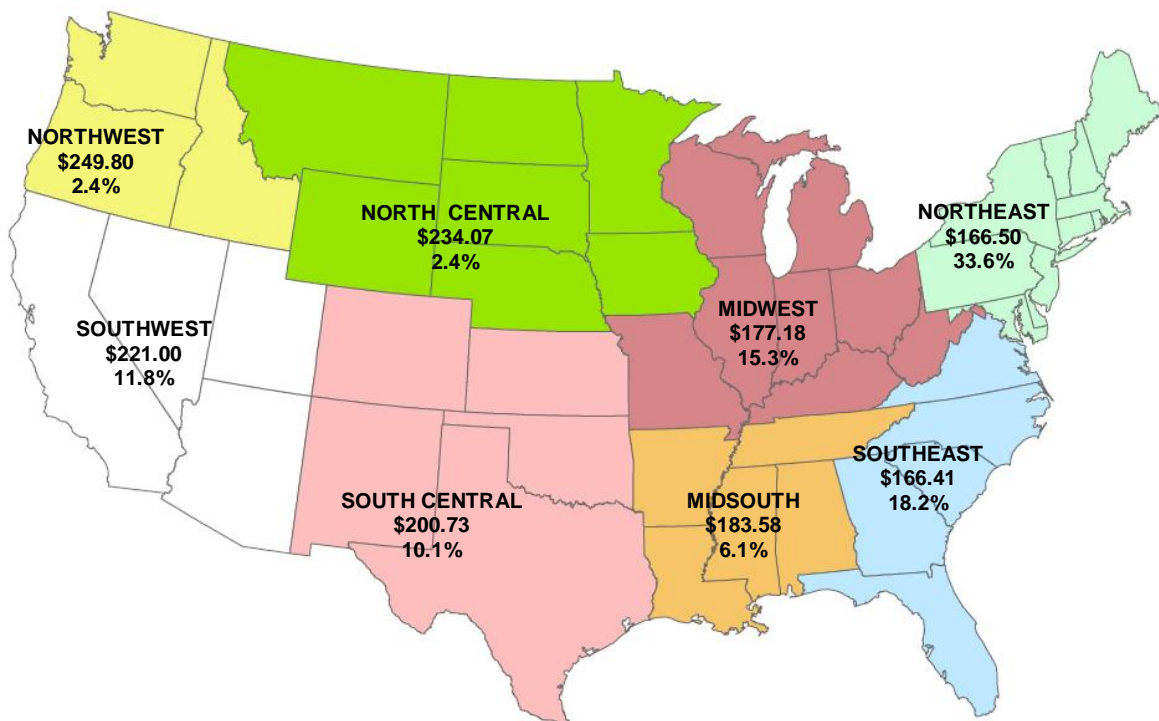 NORTHWEST
$249.80
2.4%
NORTH CENTRAL
$234.07
2.4%
NORTHEAST
$166.50
33.6%
SOUTHWEST
$221.00
11.8%
MIDWEST
$177.18
15.3%
SOUTHEAST
$166.41
18.2%
SOUTH CENTRAL
$200.73
10.1%
MIDSOUTH
$183.58
6.1%